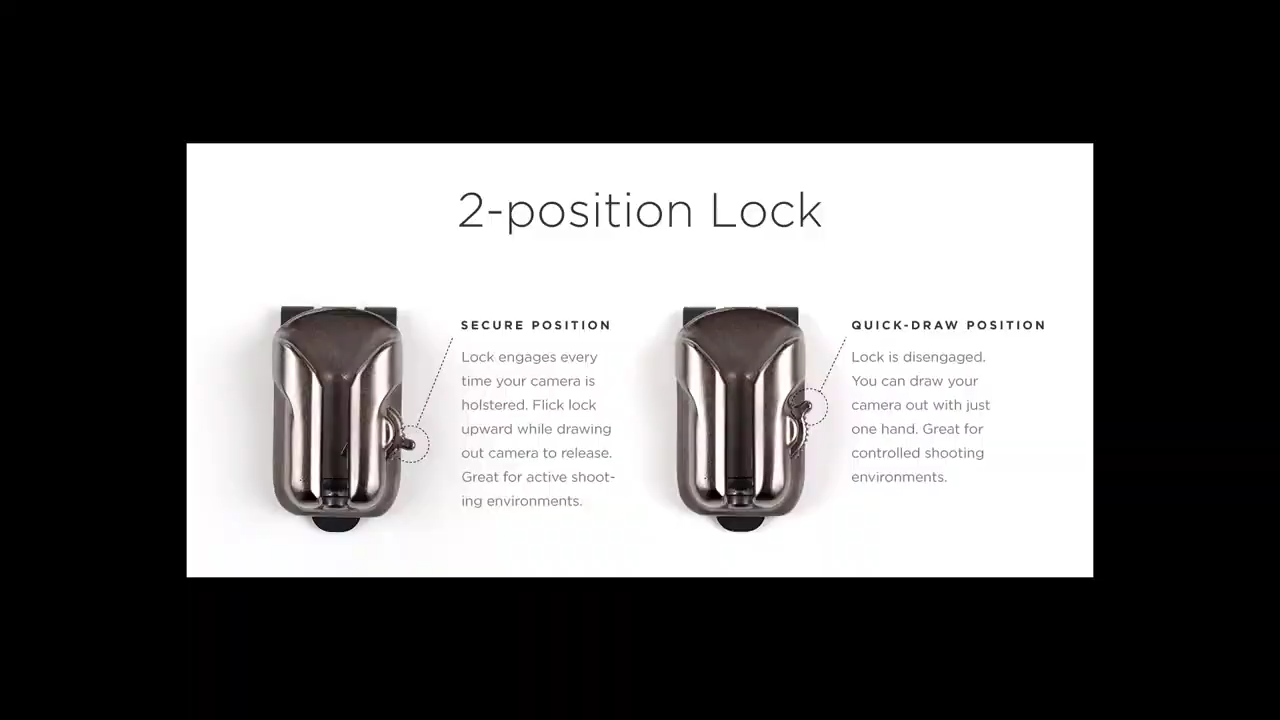 2-position Lock
SECURE POSITION
Lock engages every
time your camera is
holstered. Flick lock
upward while drawing
out camera to release.
Great for active shoot-
ing environments.
QUICK-DRAW POSITION
Lock is disengaged.
You can draw your
camera out with just
one hand. Great for
controlled shooting
environments.